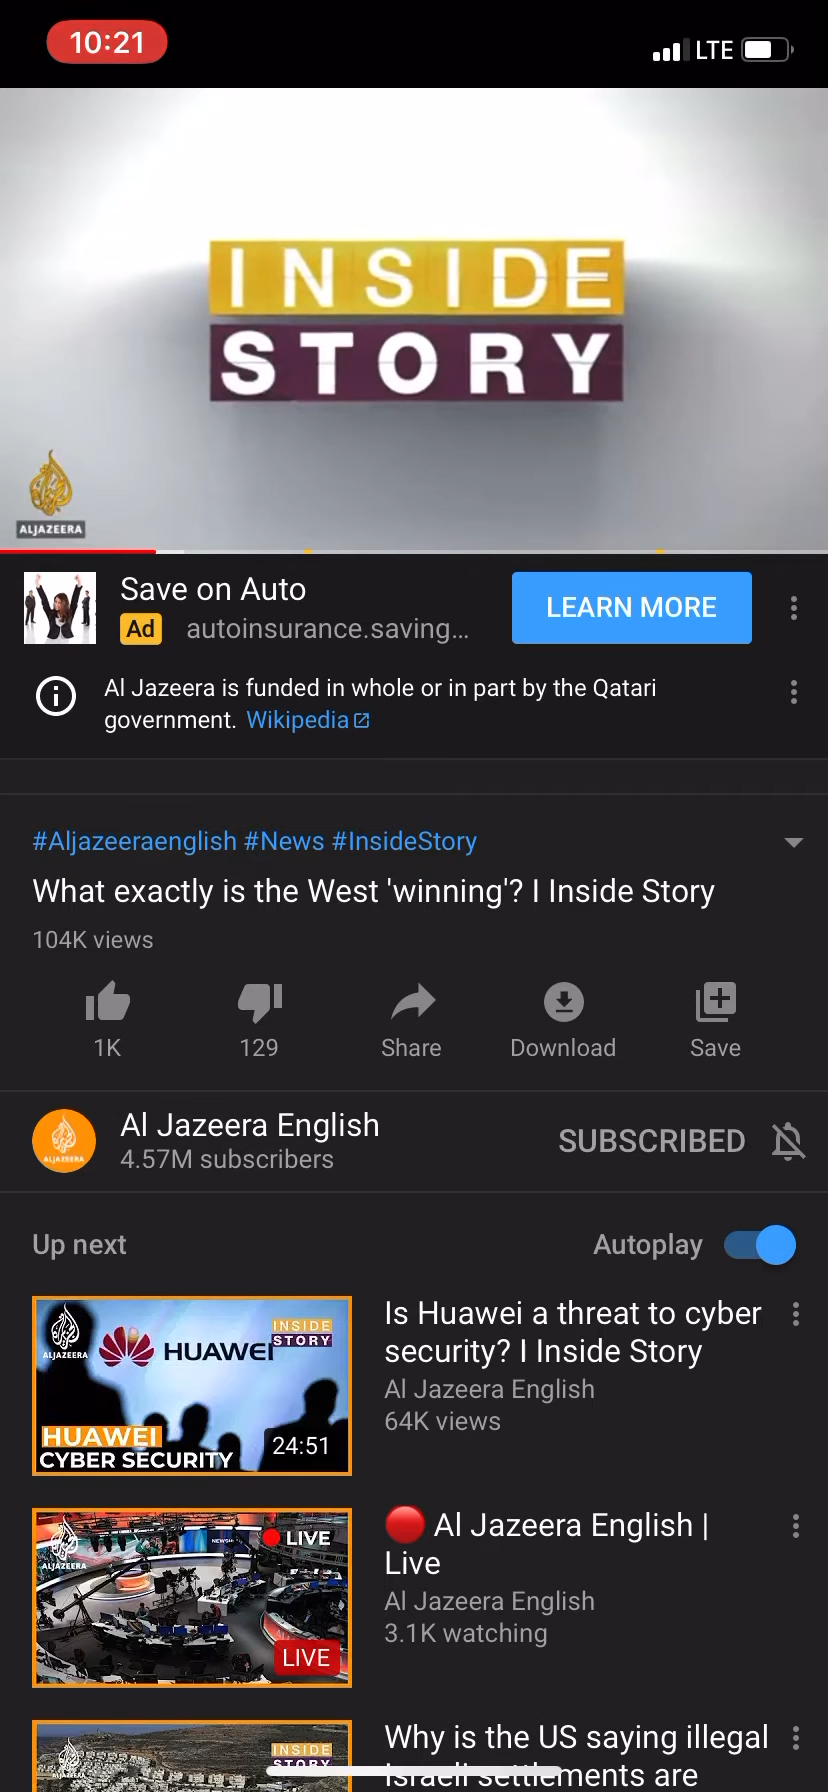 10:21
LTE
INSIDE
STORY
ALJAZEERA
Save on Auto
LEARN MORE
Ad autoinsurance.saving...
Al Jazeera is funded in whole or in part by the Qatari
government. Wikipedia
#Aljazeeraenglish #News #InsideStory
What exactly is the West 'winning'? I Inside Story
104K views
1K
129
Share
Download
Save
Al Jazeera English
4.57M subscribers
SUBSCRIBED
Up next
Autoplay
ALJAZEERA
HUAWEI
INSIDE
STORY
HUAWEI
CYBER SECURITY
24:51
Is Huawei a threat to cyber
security? I Inside Story
Al Jazeera English
64K views
ALJAZEERA
LIVE
LIVE
Al Jazeera English |
Live
Al Jazeera English
3.1K watching
ALJAZEERA
INSIDE
STORY
Why is the US saying illegal
Israeli settlements are